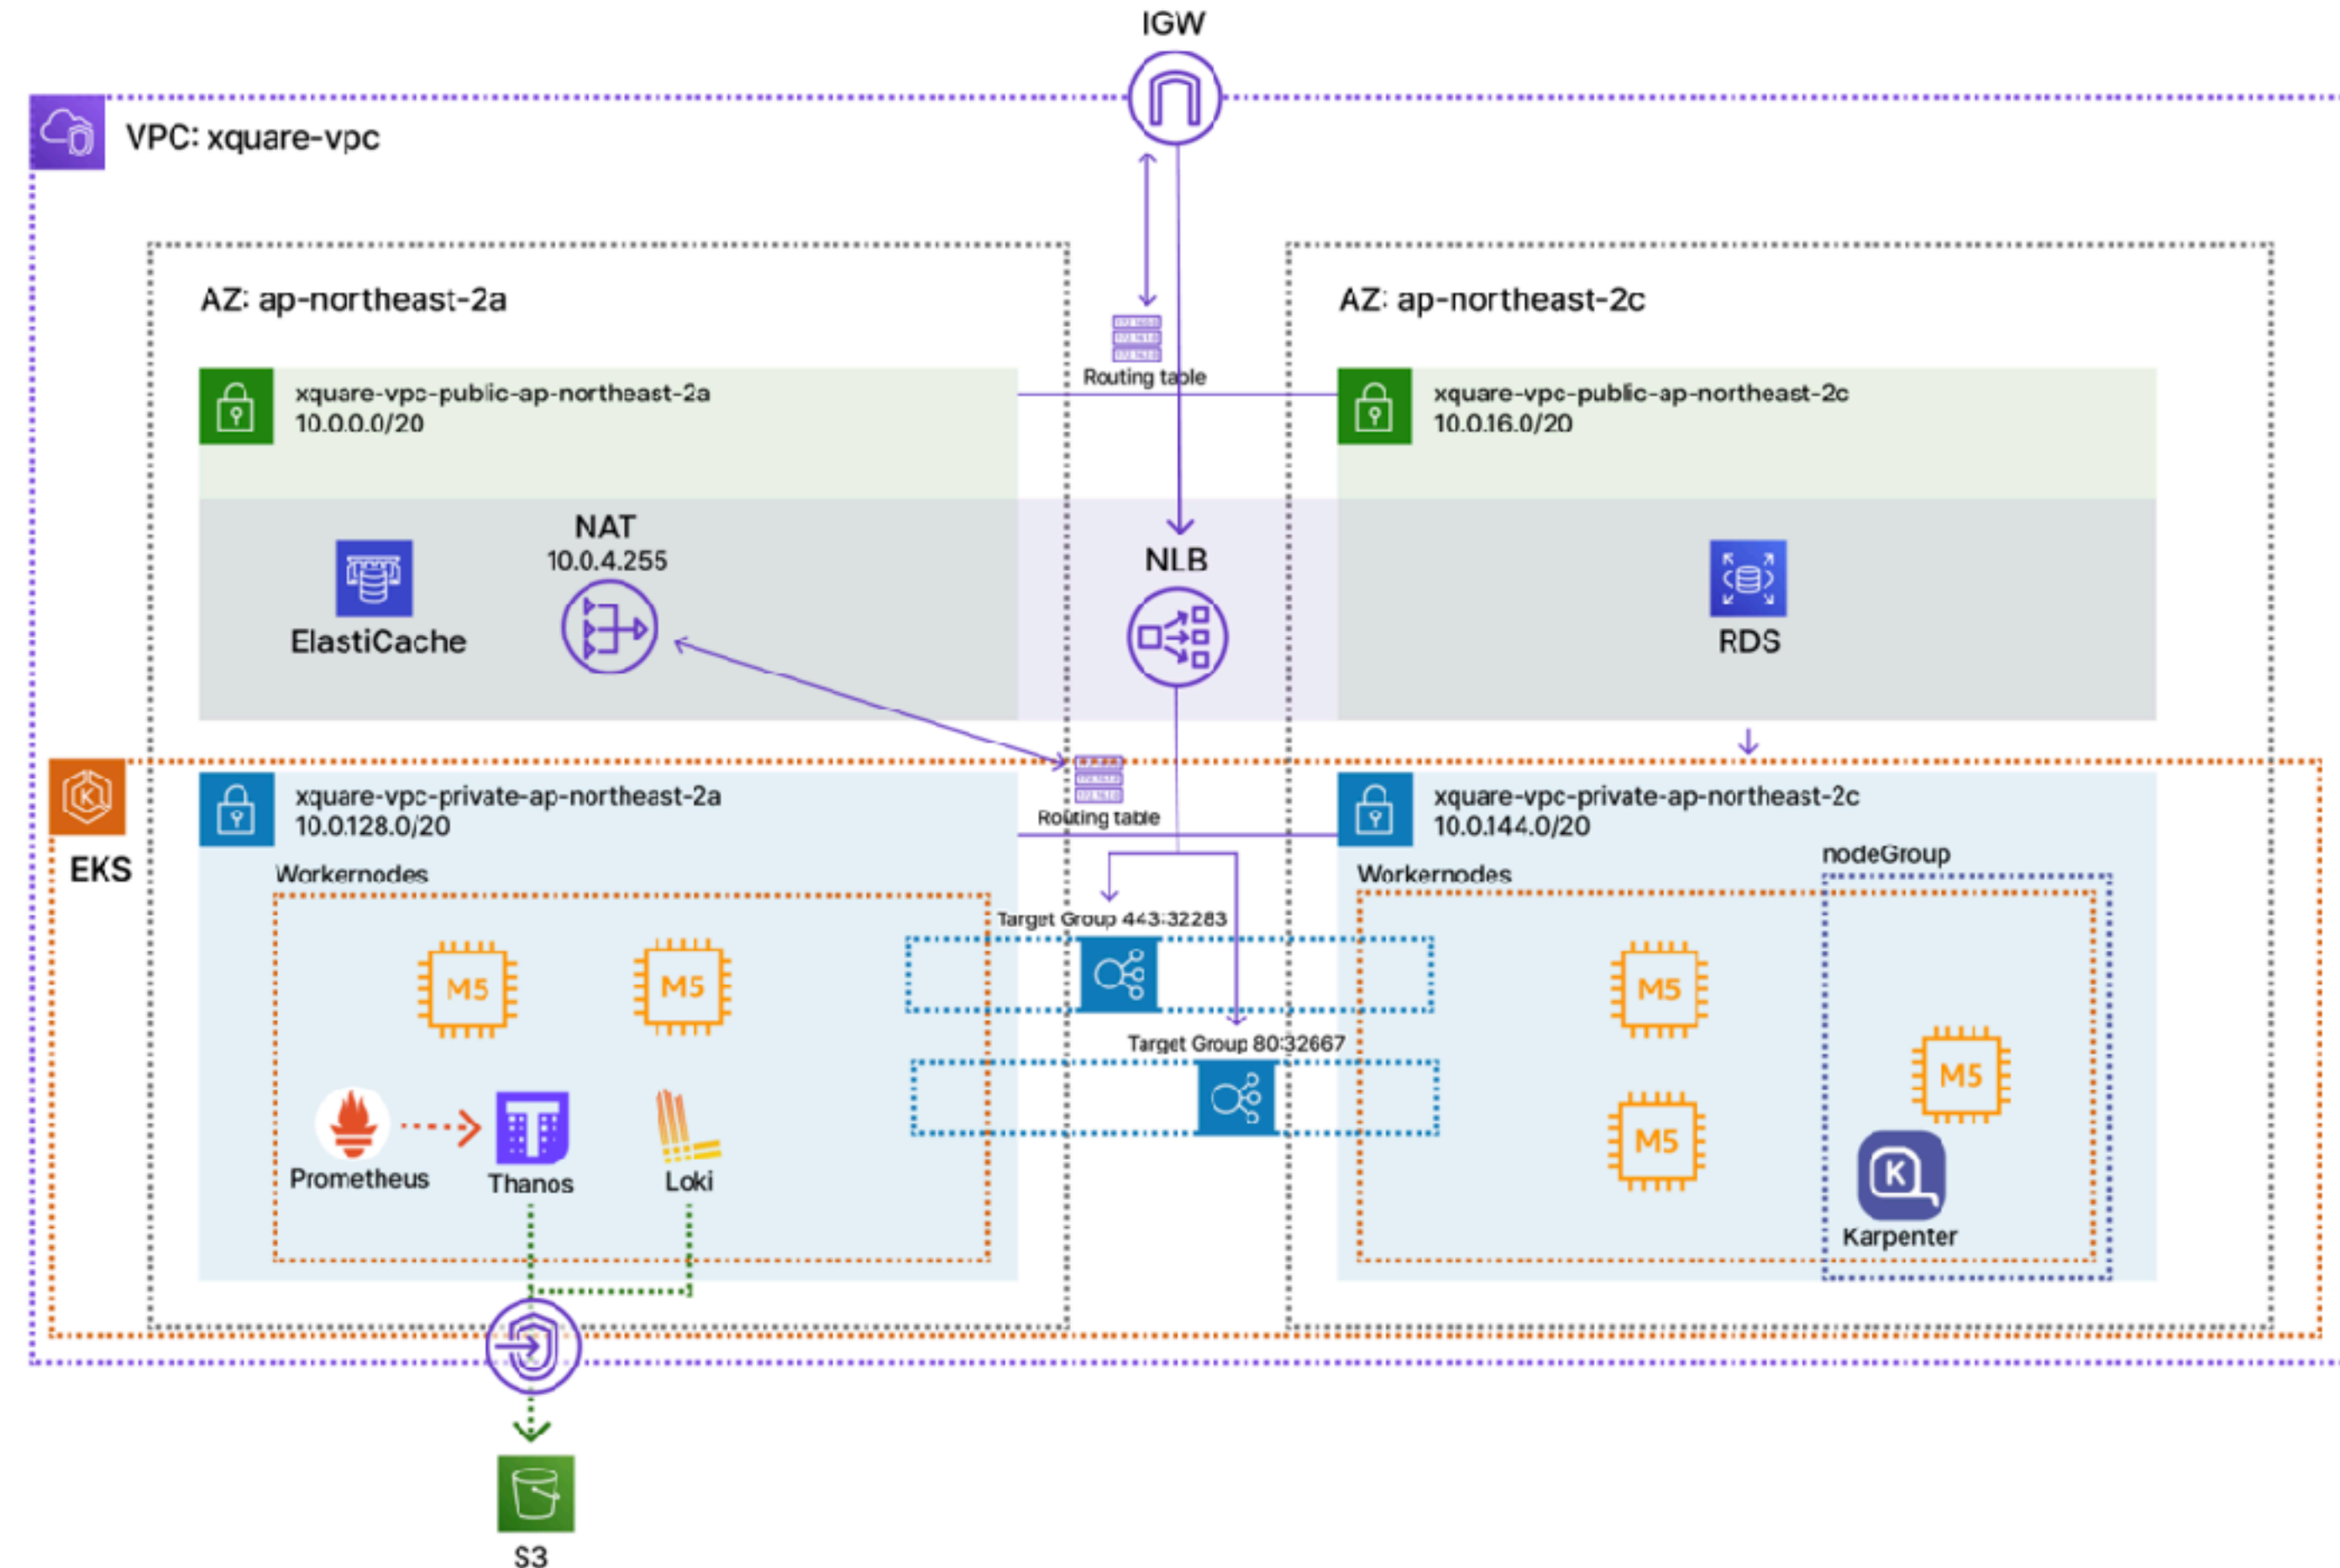 IGW
VPC: xquare-vpc
AZ: ap-northeast-2a
AZ: ap-northeast-2c
Routing table
xquare-vpc-public-ap-northeast-2a
10.0.0.0/20
xquare-vpc-public-ap-northeast-2c
10.0.16.0/20
NAT
10.0.4.255
ElastiCache
NLB
RDS
EKS
xquare-vpc-private-ap-northeast-2a
10.0.128.0/20
Routing table
xquare-vpc-private-ap-northeast-2c
10.0.144.0/20
Workernodes
Workernodes
nodeGroup
Target Group 443:32283
M5
M5
M5
Target Group 80:32667
M5
M5
Prometheus
T
Thanos
Loki
K
Karpenter
S3